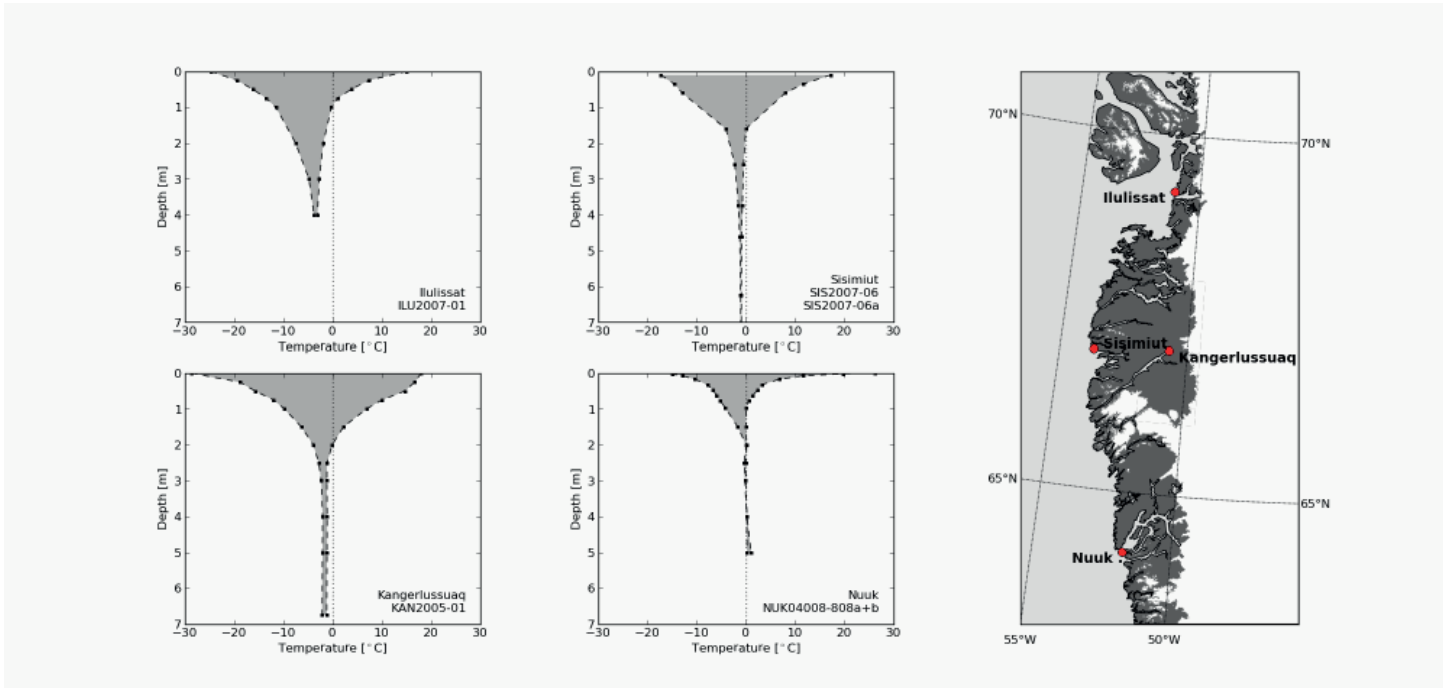 0
1
2
3
4
5
6
7
Depth [m]
−30 −20 −10 0 10 20 30
Temperature [°C]
Ilulissat
ILU2007-01
0
1
2
3
4
5
6
7
Depth [m]
−30 −20 −10 0 10 20 30
Temperature [°C]
Sisimiut
SIS2007-06
SIS2007-06a
0
1
2
3
4
5
6
7
Depth [m]
−30 −20 −10 0 10 20 30
Temperature [°C]
Kangerlussuaq
KAN2005-01
0
1
2
3
4
5
6
7
Depth [m]
−30 −20 −10 0 10 20 30
Temperature [°C]
Nuuk
NUK04008-808a+b
70°N
70°N
Ilulissat
Sisimiut
Kangerlussuaq
65°N
65°N
Nuuk
55°W 50°W